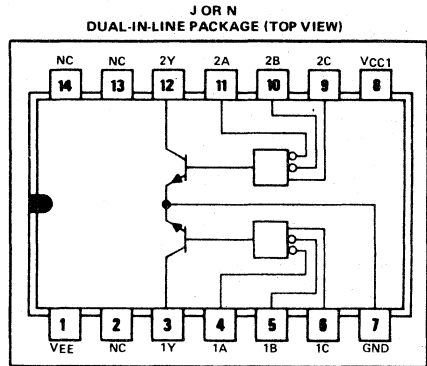 J OR N
DUAL-IN-LINE PACKAGE (TOP VIEW)
NC NC 2Y 2A 2B 2C VCC1
14 13 12 11 10 9 8
1 2 3 4 5 6 7
VEE NC 1Y 1A 1B 1C GND